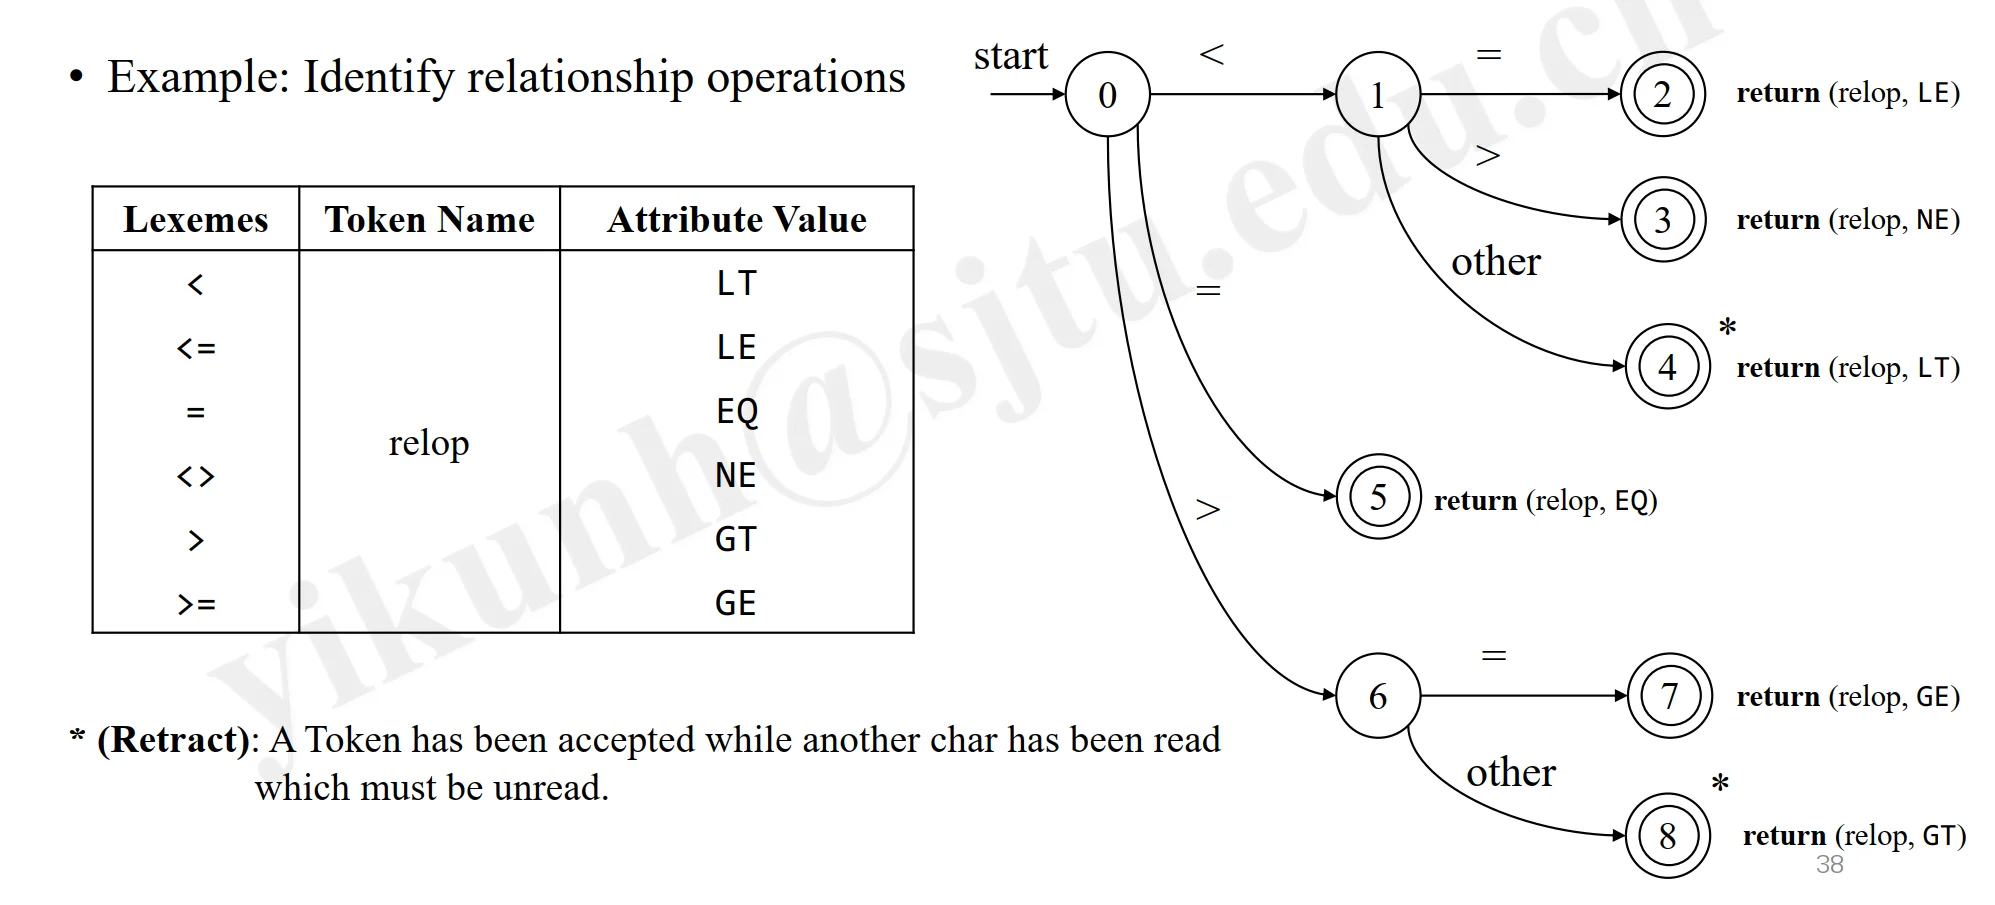 • Example: Identify relationship operations
Lexemes Token Name Attribute Value
< LT
<= LE
= EQ
relop
<> NE
> GT
>= GE
* (Retract): A Token has been accepted while another char has been read
which must be unread.
start
0
<
1
=
2
return (relop, LE)
>
3
return (relop, NE)
other
4
*
return (relop, LT)
=
5
return (relop, EQ)
>
6
=
7
return (relop, GE)
other
8
*
return (relop, GT)
38
yikunh@sjtu.edu.cn